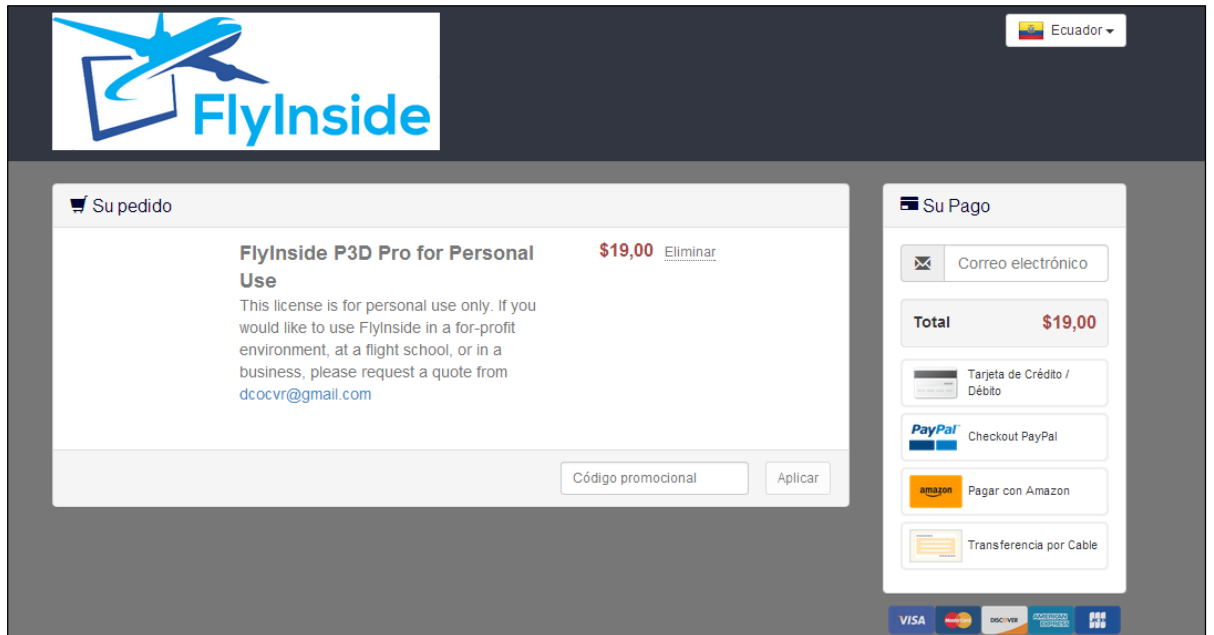 FlyInside
Ecuador
Su pedido
FlyInside P3D Pro for Personal
Use
$19,00 Eliminar
This license is for personal use only. If you
would like to use FlyInside in a for-profit
environment, at a flight school, or in a
business, please request a quote from
dcocvr@gmail.com
Código promocional
Aplicar
Su Pago
Correo electrónico
Total $19,00
Tarjeta de Crédito /
Débito
PayPal
Checkout PayPal
amazon
Pagar con Amazon
Transferencia por Cable
VISA
MasterCard
DISCOVER
AMERICAN
EXPRESS
JCB